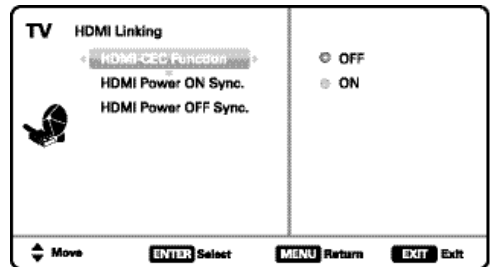 TV HDMI Linking
HDMI-CEC Function OFF
HDMI Power ON Sync. ON
HDMI Power OFF Sync.
Move ENTER Select MENU Return EXIT Exit